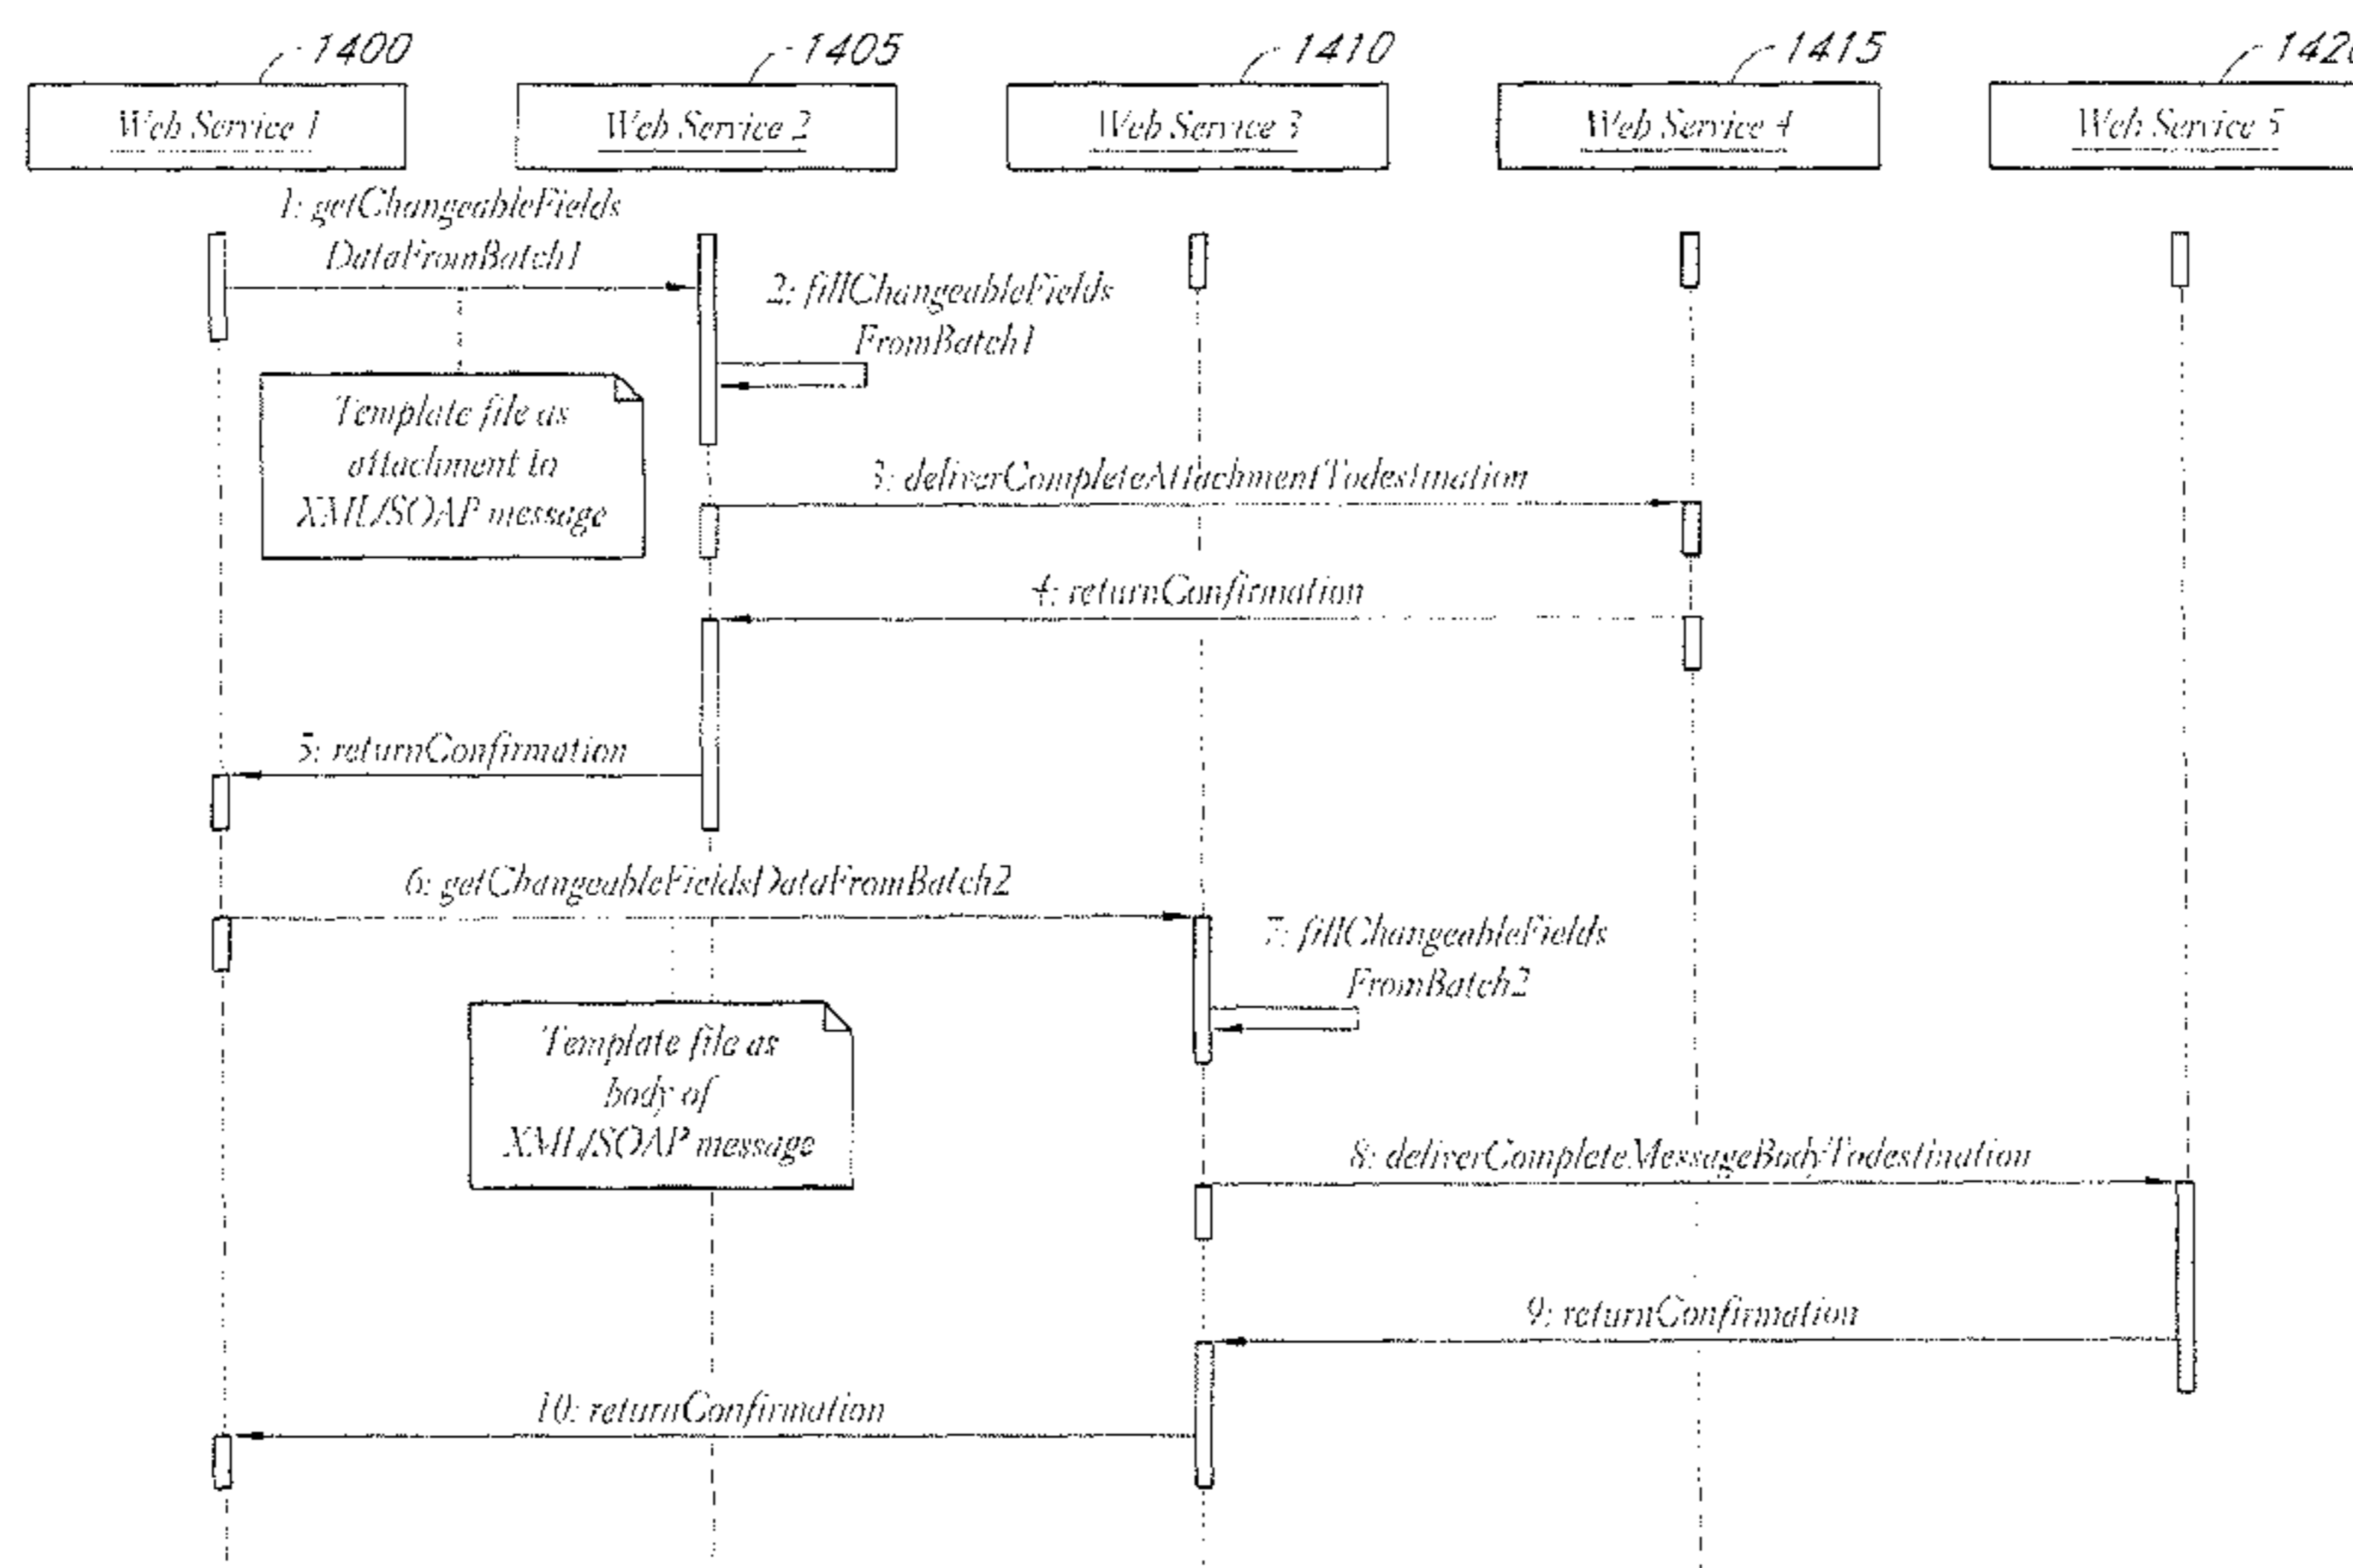 1400
1405
1410
1415
Web Service 1
Web Service 2
Web Service 3
Web Service 4
Web Service 5
1: getChangeableFields
DataFromBatch1
2: fillChangeableFields
FromBatch1
Template file as
attachment to
XML/SOAP message
3: deliverCompleteAttachmentTodestination
4: returnConfirmation
5: returnConfirmation
6: getChangeableFieldsDataFromBatch2
7: fillChangeableFields
FromBatch2
Template file as
body of
XML/SOAP message
8: deliverCompleteMessageBodyTodestination
9: returnConfirmation
10: returnConfirmation